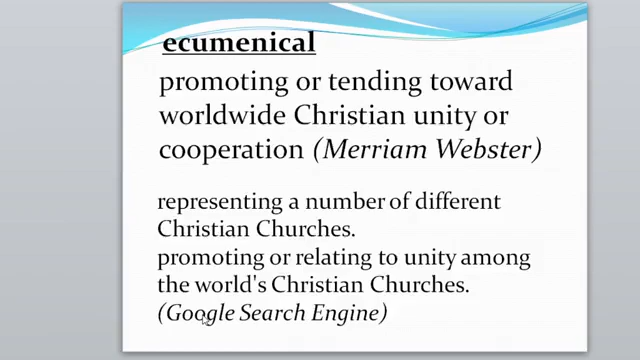 ecumenical
promoting or tending toward
worldwide Christian unity or
cooperation (Merriam Webster)
representing a number of different
Christian Churches.
promoting or relating to unity among
the world's Christian Churches.
(Google Search Engine)